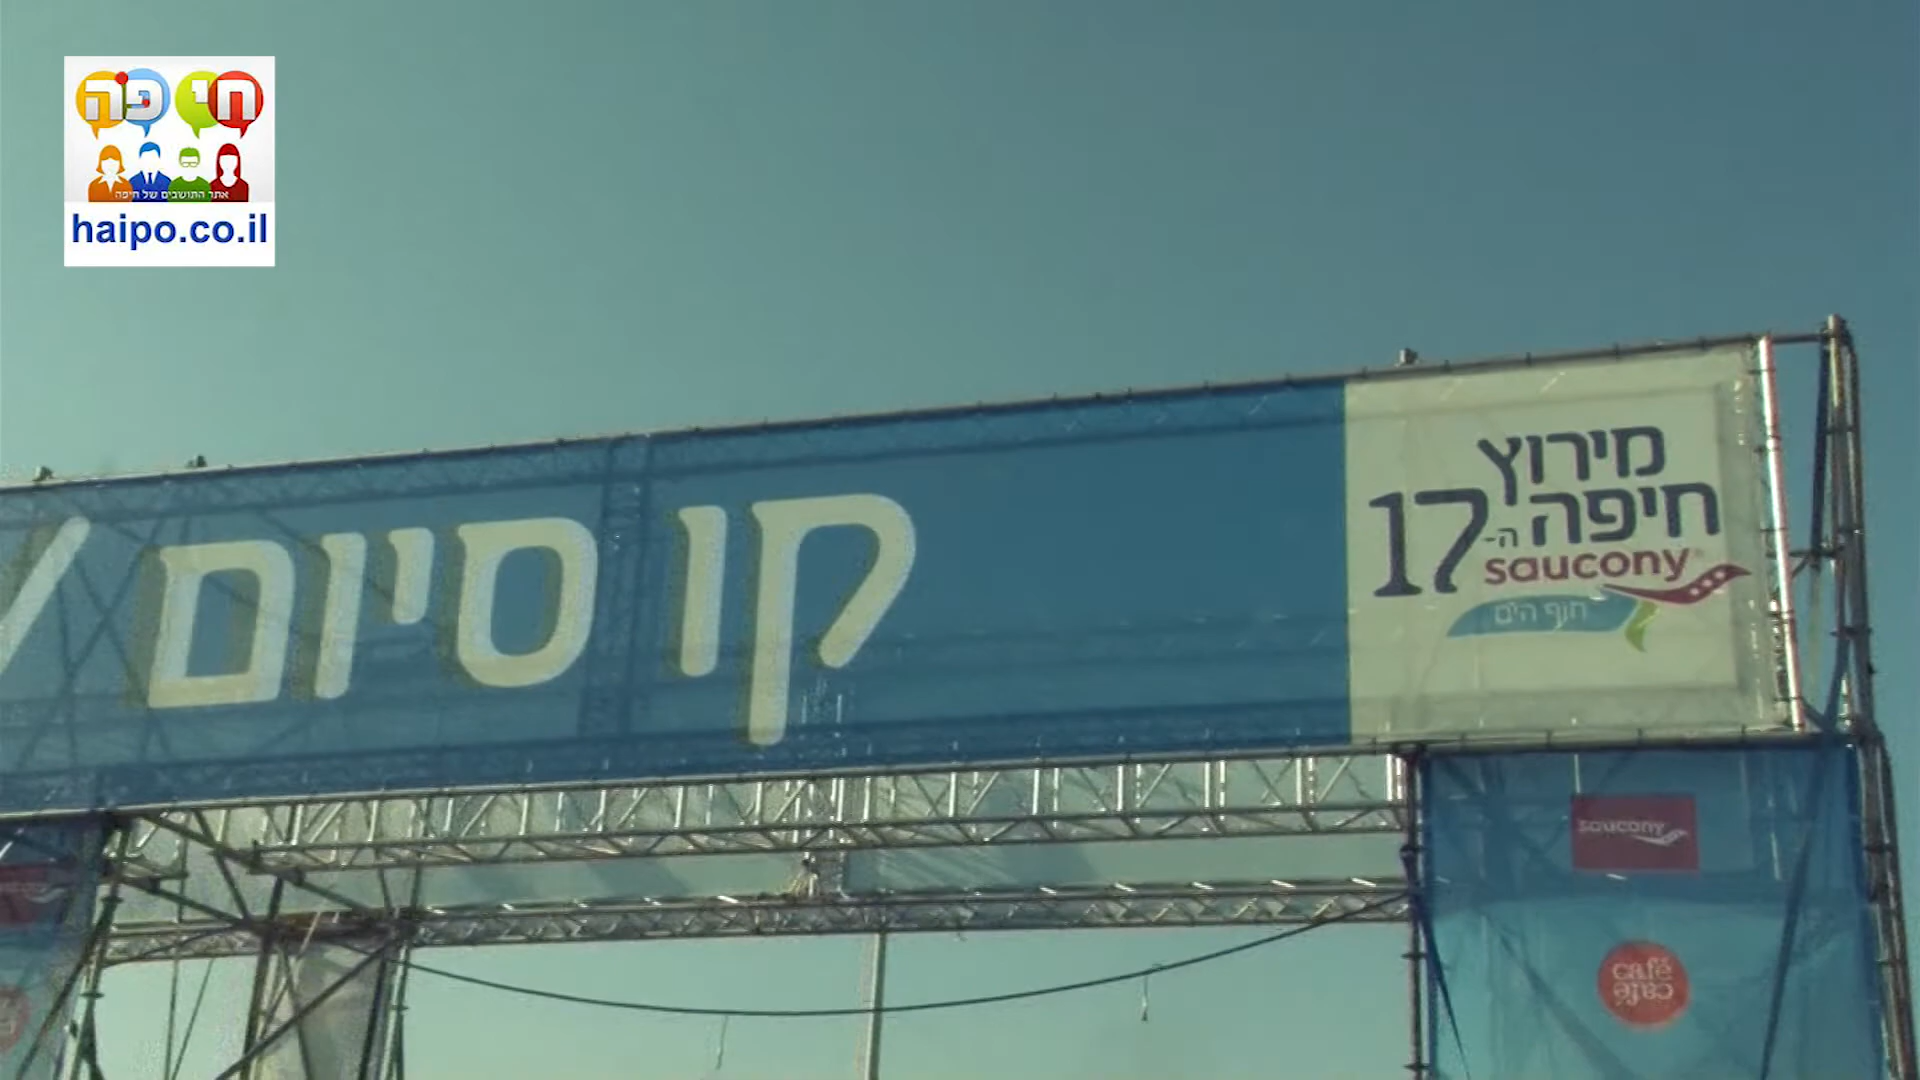 חי פה
אתר התושבים של חיפה
haipo.co.il
קו סיום /
מירוץ
חיפה ה-17
saucony
חוף הים
saucony
café
café